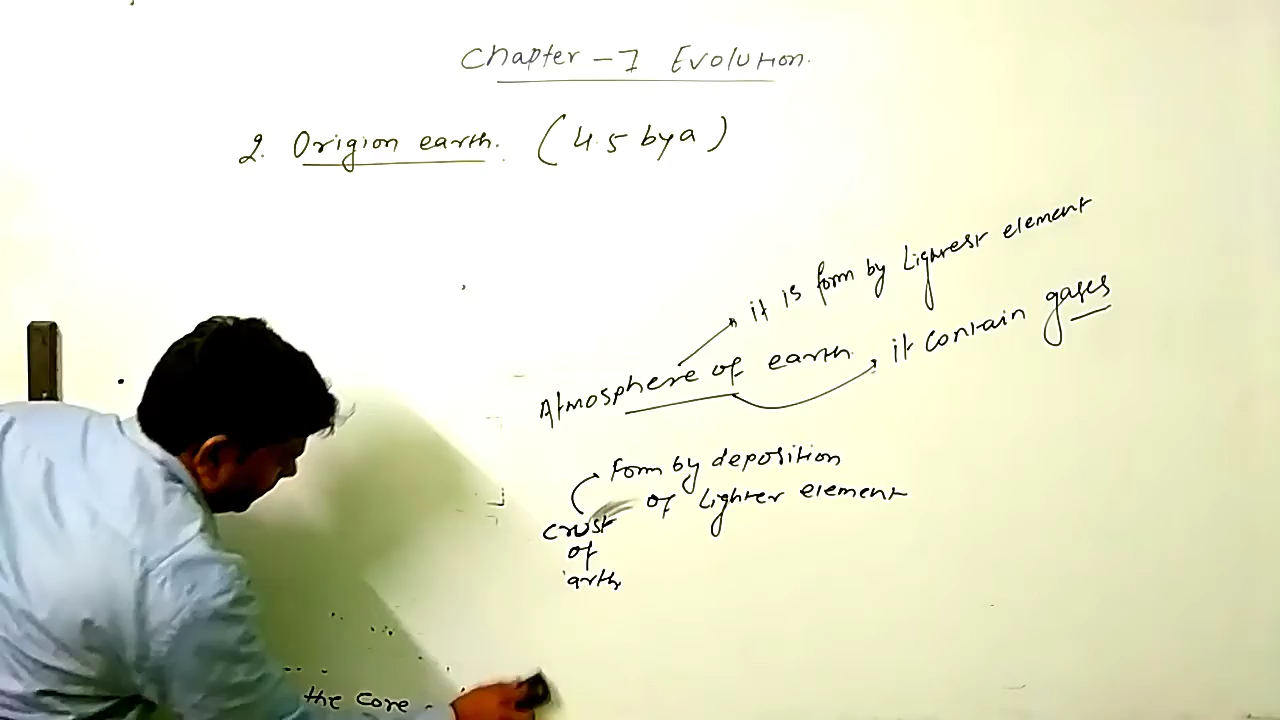 Chapter - 7 Evolution.
2. Origion earth. (4.5 bya)
it is form by Lightest element
Atmosphere of earth. it contain gases
Form by deposition
of Lighter element
crust
of
arth
the core